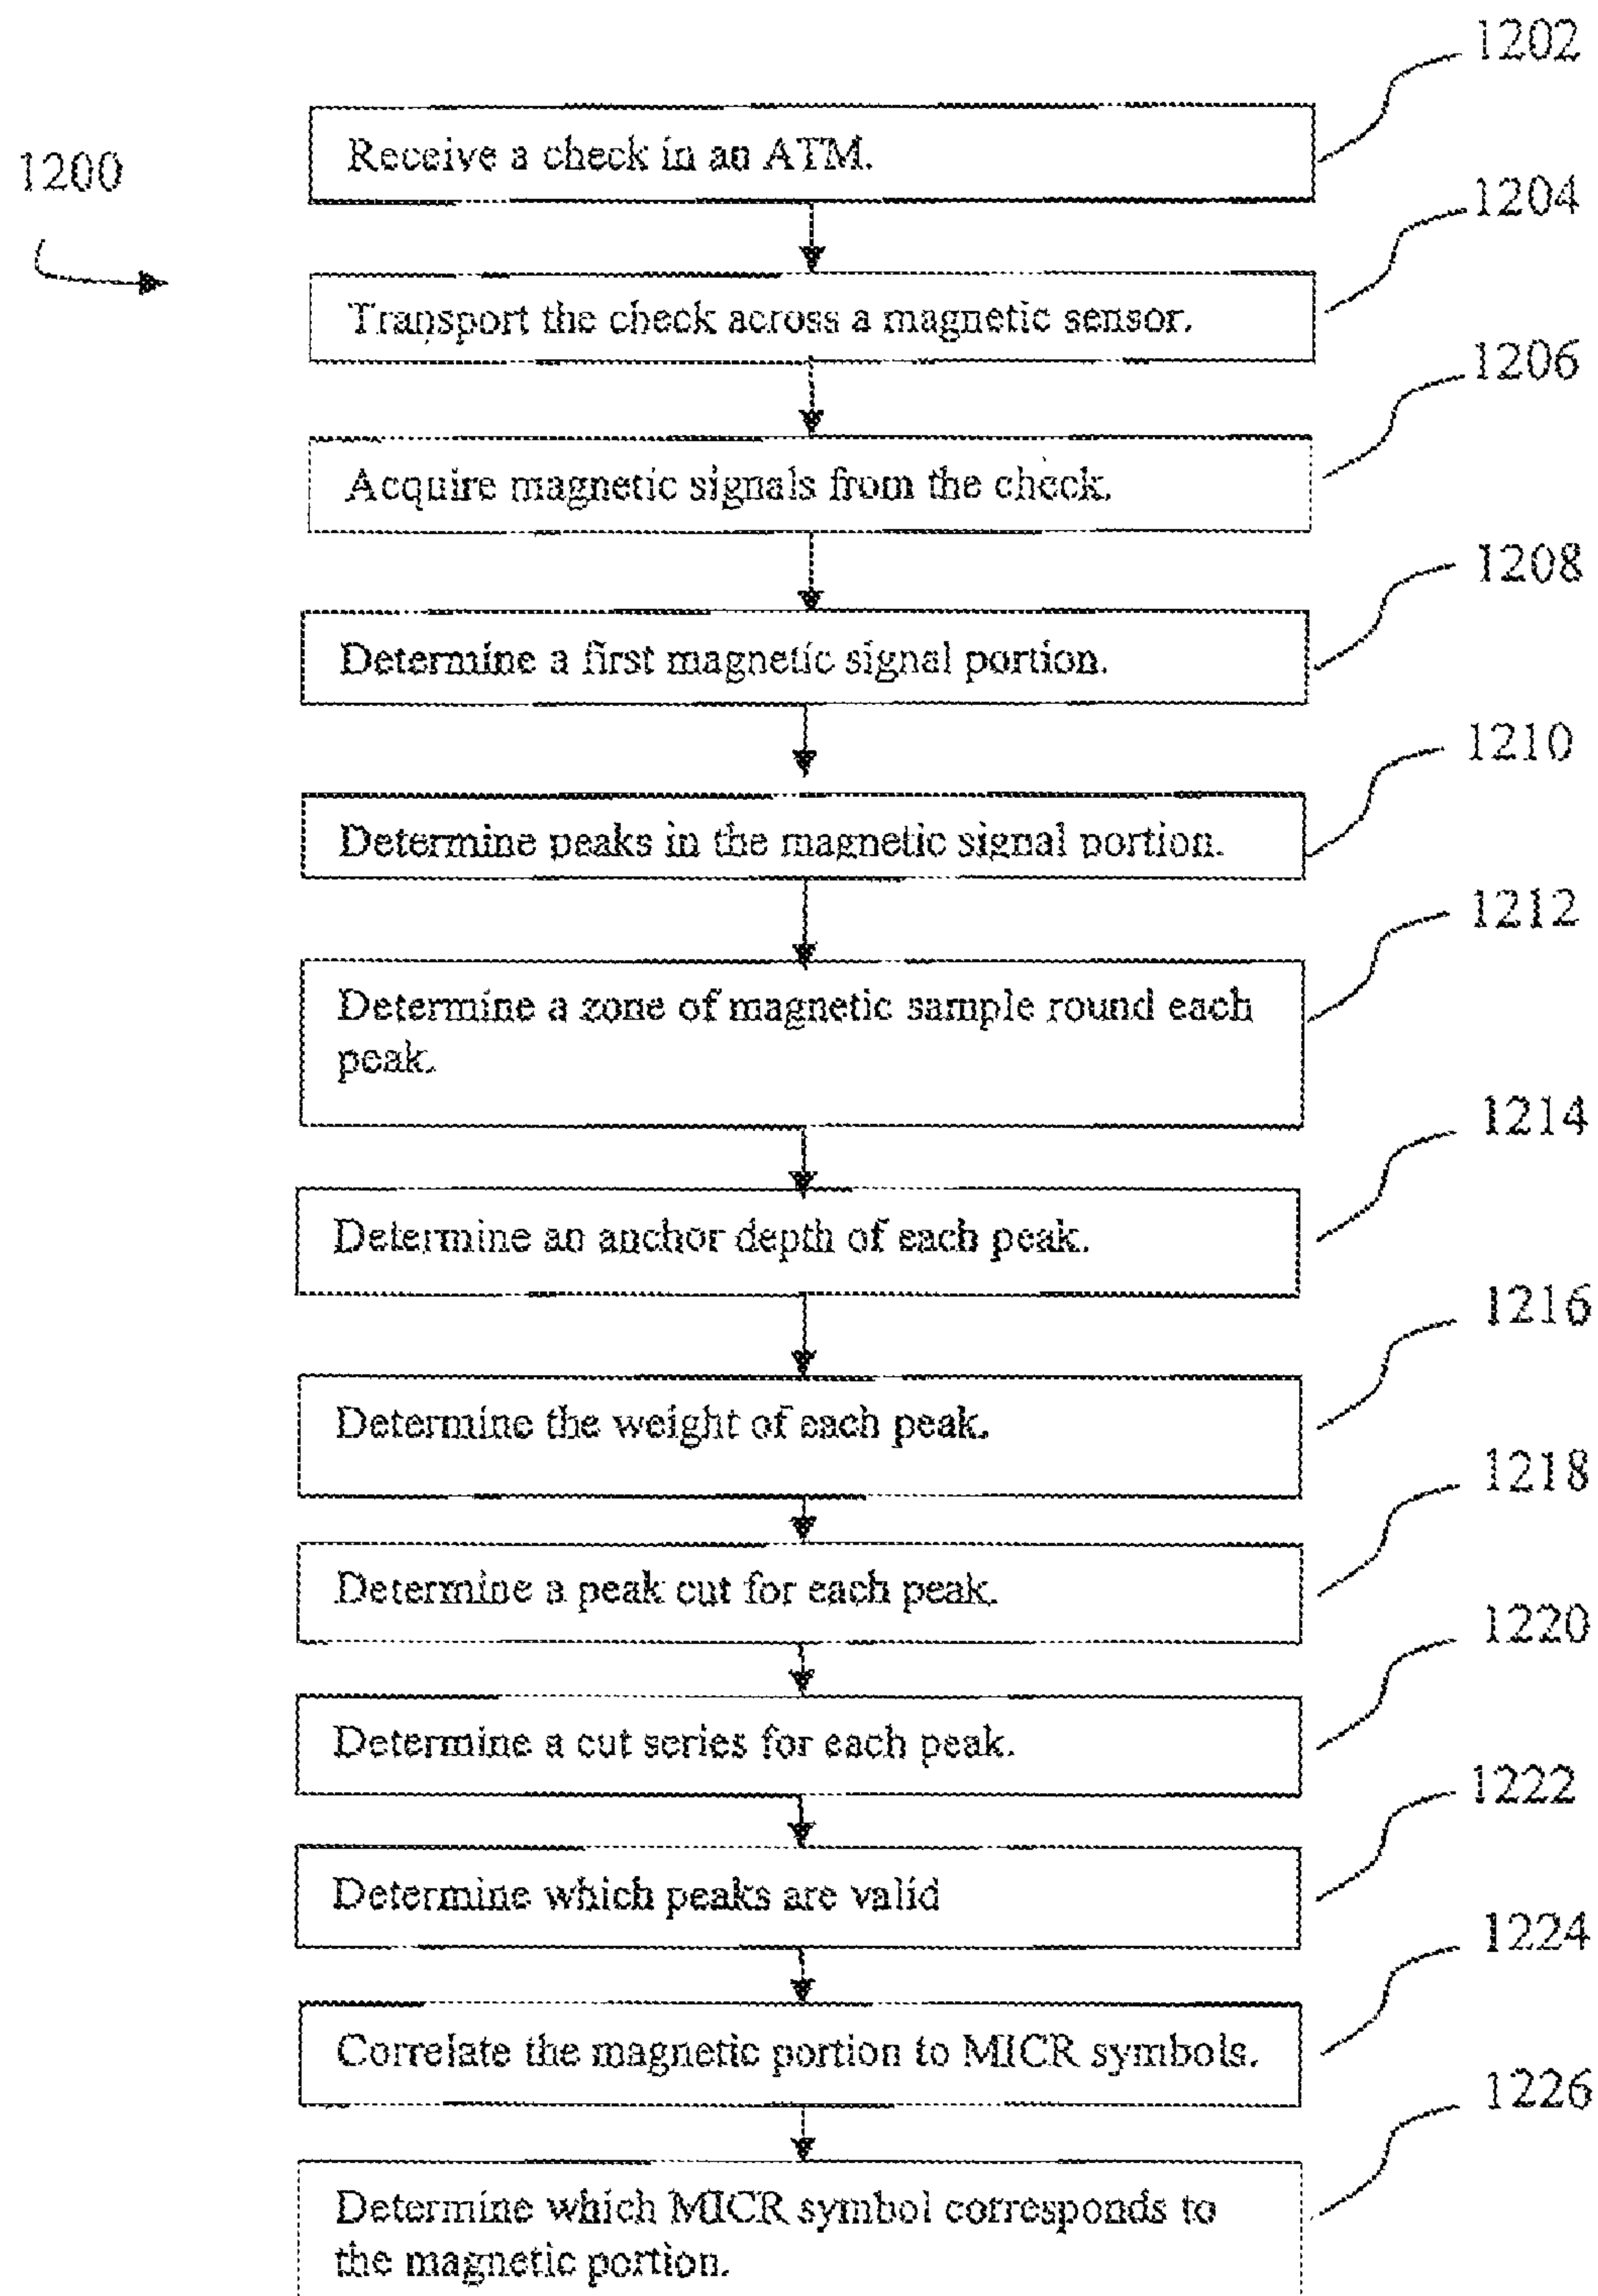 1202
Receive a check in an ATM.
1200
1204
Transport the check across a magnetic sensor.
1206
Acquire magnetic signals from the check.
1208
Determine a first magnetic signal portion.
1210
Determine peaks in the magnetic signal portion.
1212
Determine a zone of magnetic sample round each
peak.
1214
Determine an anchor depth of each peak.
1216
Determine the weight of each peak.
1218
Determine a peak cut for each peak.
1220
Determine a cut series for each peak.
1222
Determine which peaks are valid
1224
Correlate the magnetic portion to MICR symbols.
1226
Determine which MICR symbol corresponds to
the magnetic portion.